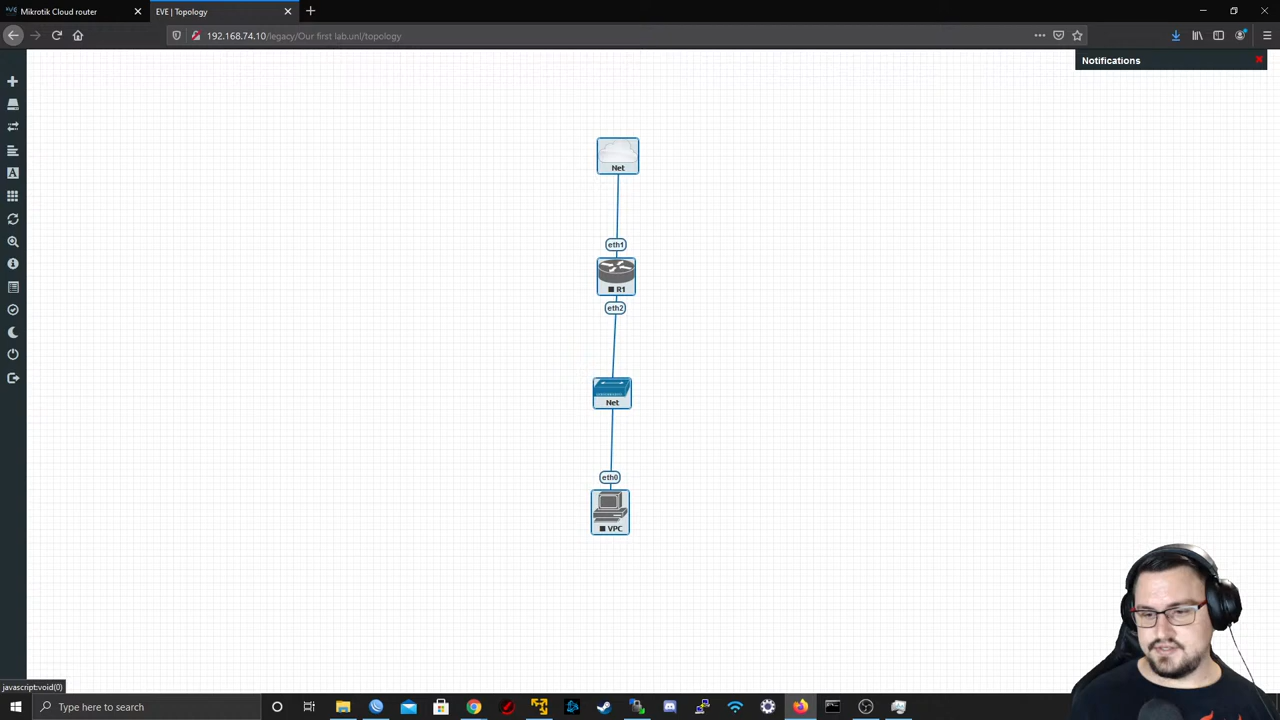 Mikrotik Cloud router
EVE | Topology
192.168.74.10/legacy/Our first lab.unl/topology
Notifications
Net
eth1
R1
eth2
Net
eth0
VPC
javascript:void(0)
Type here to search